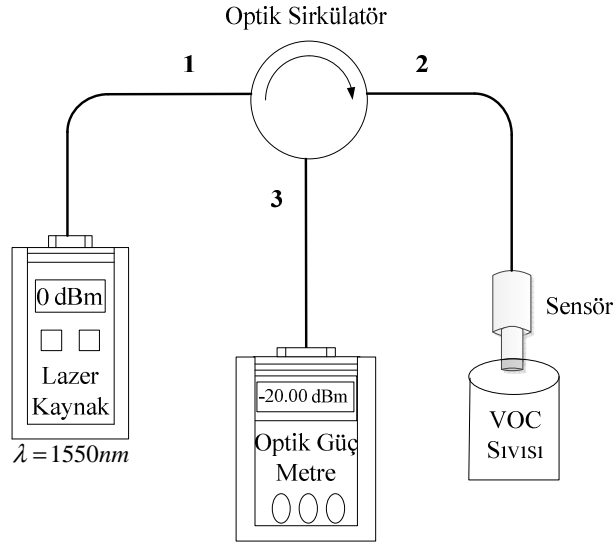 Optik Sirkülatör
1
2
3
0 dBm
Lazer
Kaynak
λ = 1550nm
-20.00 dBm
Optik Güç
Metre
Sensör
VOC
Sıvısı